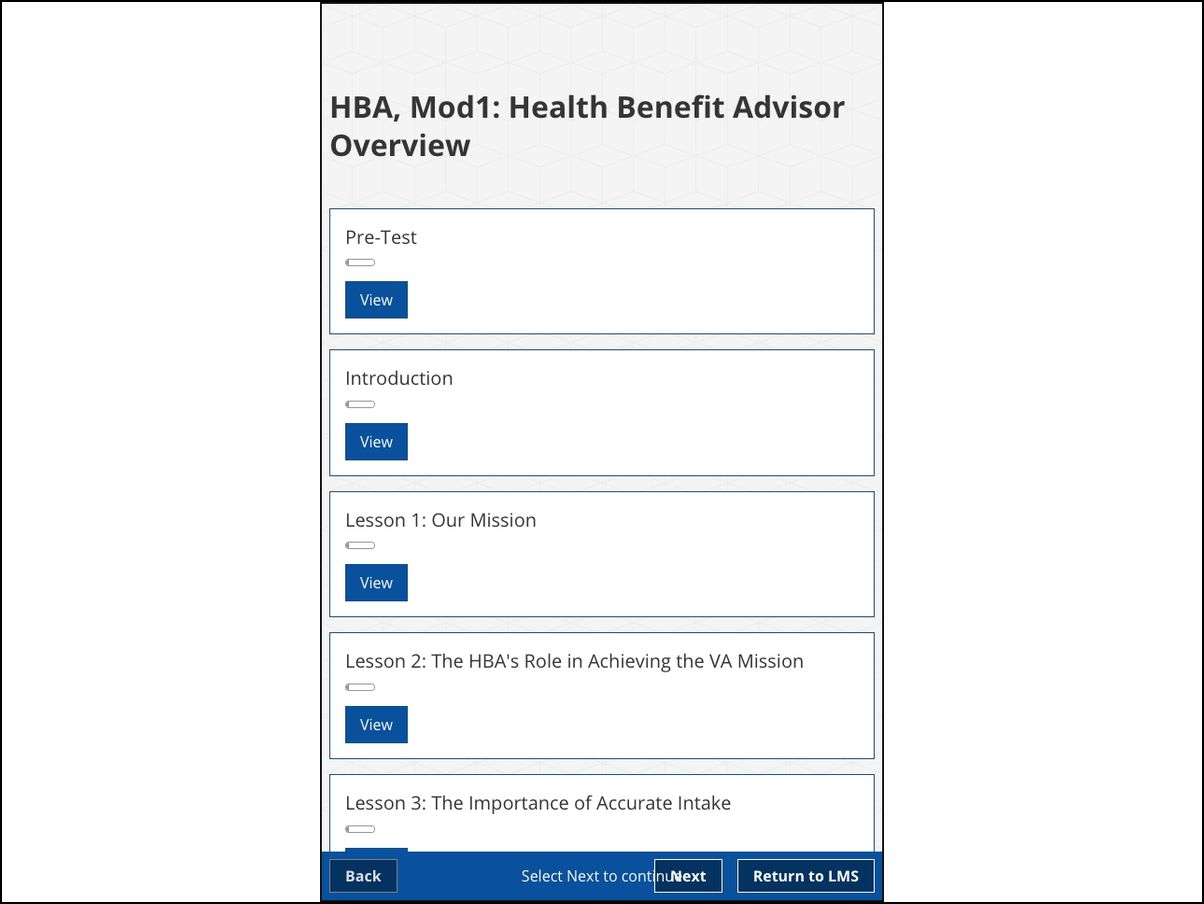 HBA, Mod1: Health Benefit Advisor
Overview
Pre-Test
View
Introduction
View
Lesson 1: Our Mission
View
Lesson 2: The HBA's Role in Achieving the VA Mission
View
Lesson 3: The Importance of Accurate Intake
Back
Select Next to continue
Next
Return to LMS